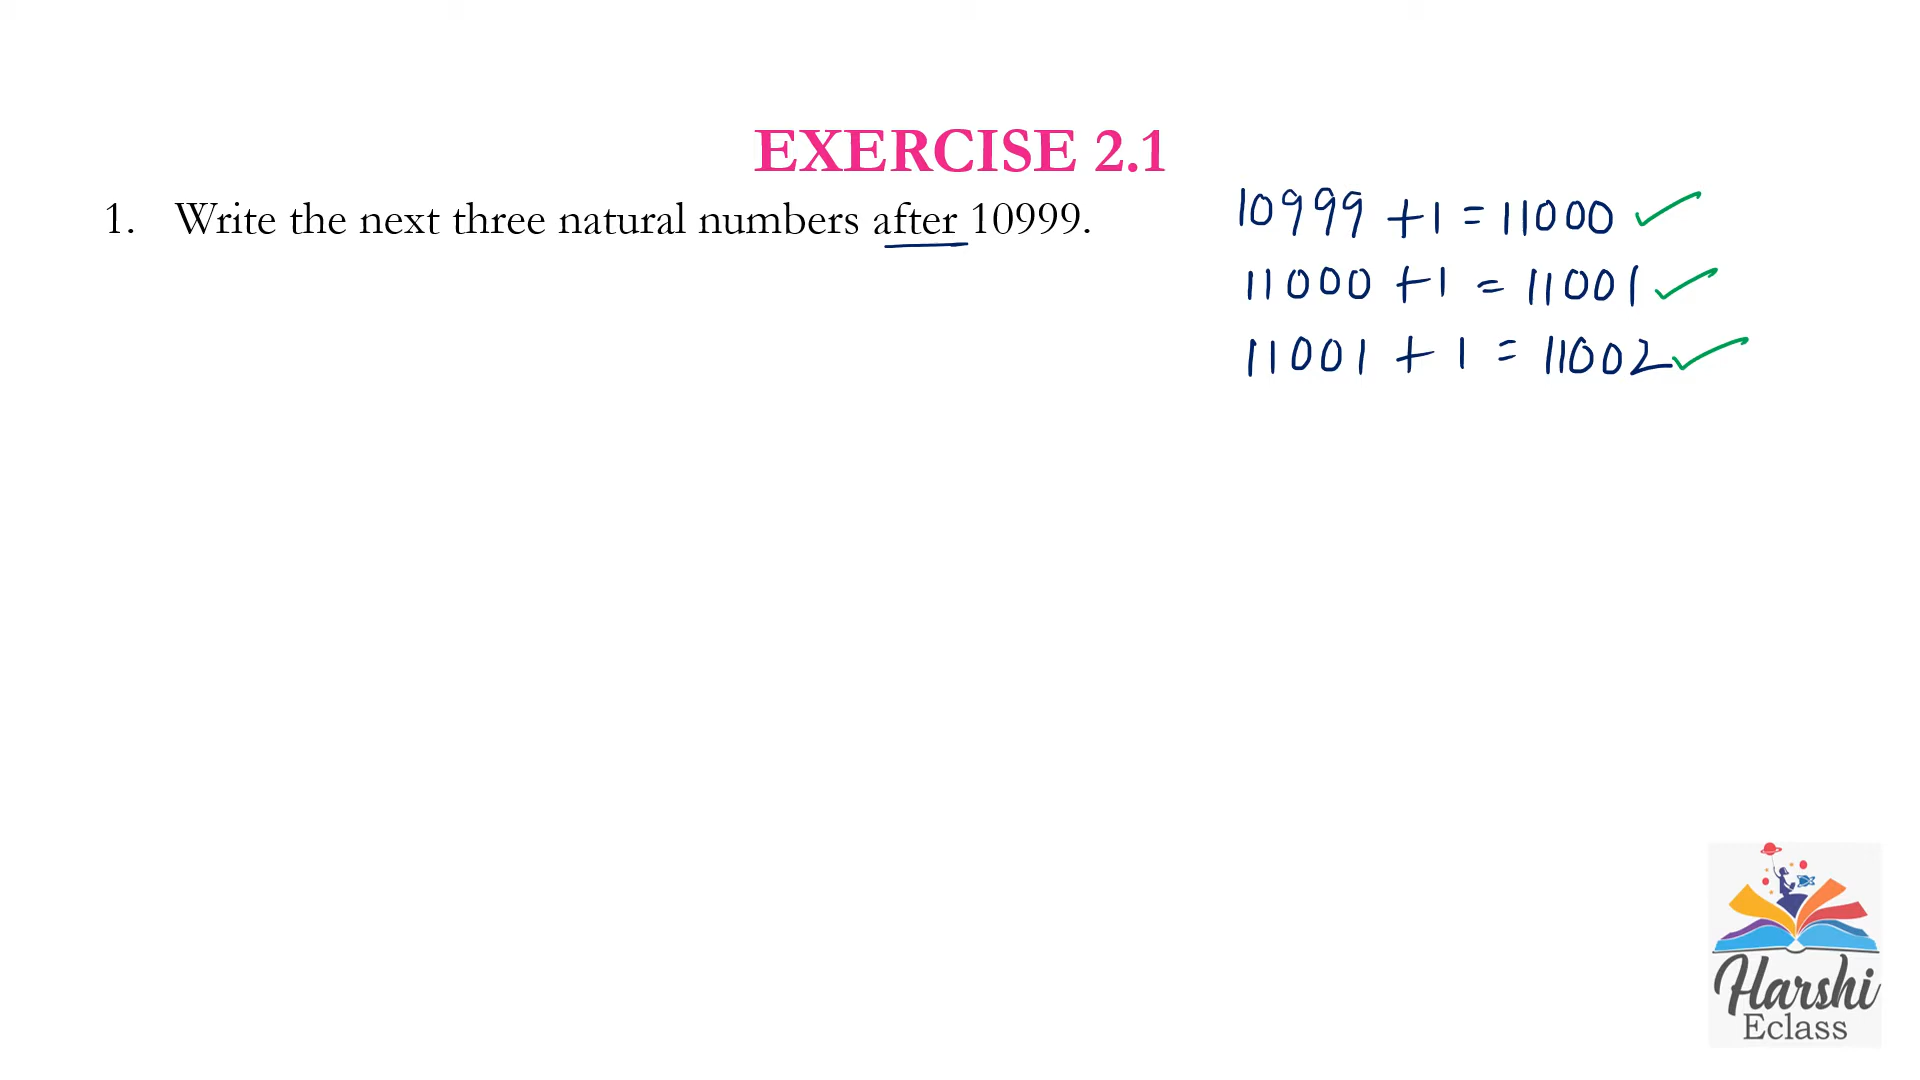 EXERCISE 2.1
1. Write the next three natural numbers after 10999.
10999 + 1 = 11000
11000 + 1 = 11001
11001 + 1 = 11002
Harshi
Eclass